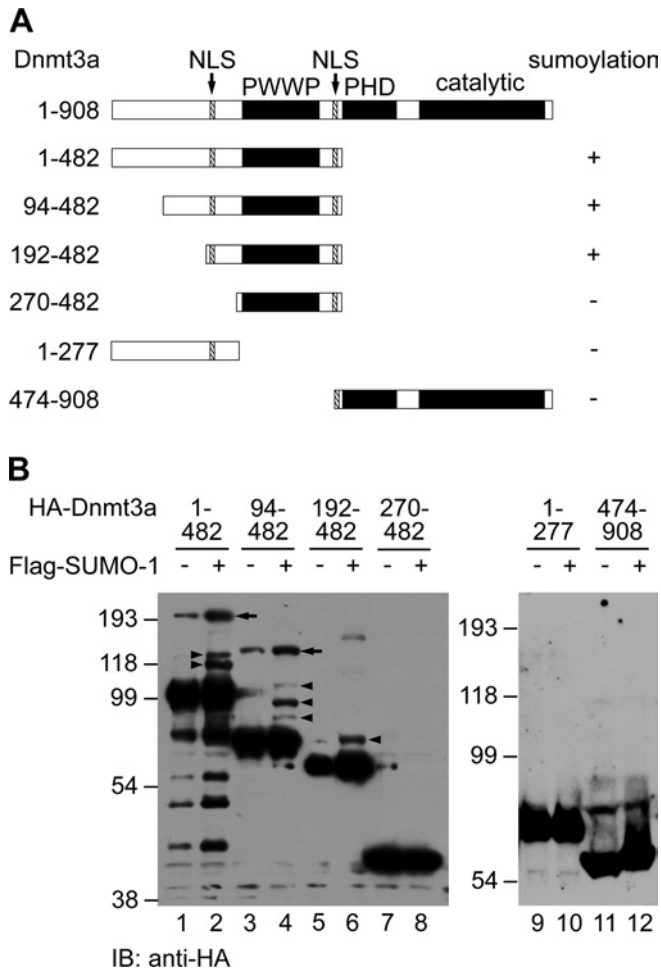 A
Dnmt3a NLS NLS sumoylation
PWWP PHD catalytic
1-908
1-482 +
94-482 +
192-482 +
270-482 -
1-277 -
474-908 -
B
HA-Dnmt3a 1-482 94-482 192-482 270-482 1-277 474-908
Flag-SUMO-1 - + - + - + - + - + - +
193 193
118 118
99 99
54 54
38
1 2 3 4 5 6 7 8 9 10 11 12
IB: anti-HA